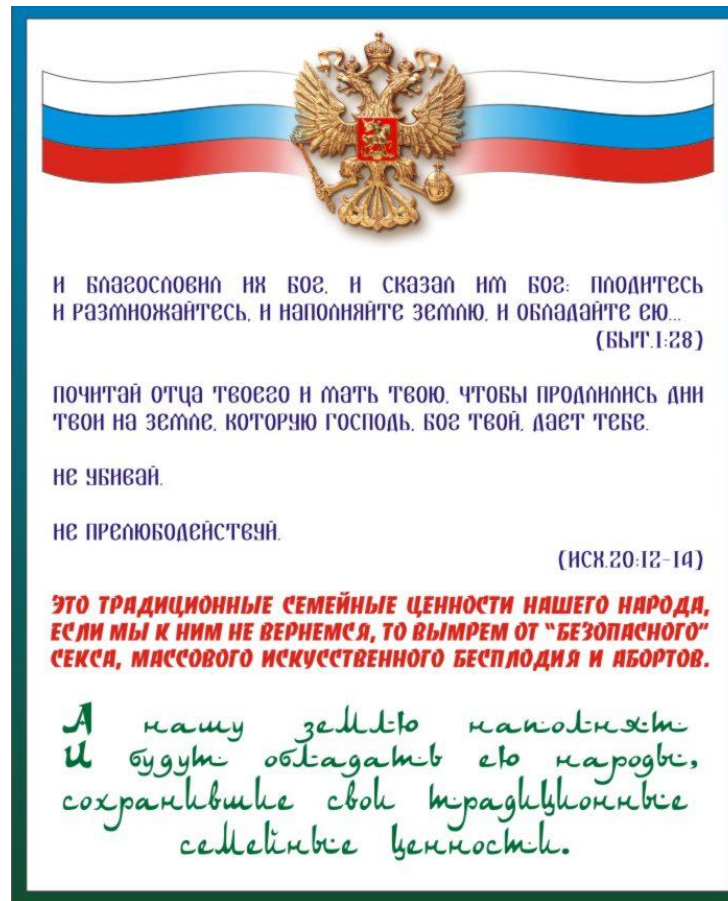 И БЛАГОСЛОВИЛ ИХ БОГ, И СКАЗАЛ ИМ БОГ: ПЛОДИТЕСЬ
И РАЗМНОЖАЙТЕСЬ, И НАПОЛНЯЙТЕ ЗЕМЛЮ, И ОБЛАДАЙТЕ ЕЮ...
(БЫТ.1:28)
ПОЧИТАЙ ОТЦА ТВОЕГО И МАТЬ ТВОЮ, ЧТОБЫ ПРОДЛИЛИСЬ ДНИ
ТВОИ НА ЗЕМЛЕ, КОТОРУЮ ГОСПОДЬ, БОГ ТВОЙ, ДАЕТ ТЕБЕ.
НЕ УБИВАЙ.
НЕ ПРЕЛЮБОДЕЙСТВУЙ.
(ИСХ.20:12-14)
ЭТО ТРАДИЦИОННЫЕ СЕМЕЙНЫЕ ЦЕННОСТИ НАШЕГО НАРОДА,
ЕСЛИ МЫ К НИМ НЕ ВЕРНЕМСЯ, ТО ВЫМРЕМ ОТ "БЕЗОПАСНОГО"
СЕКСА, МАССОВОГО ИСКУССТВЕННОГО БЕСПЛОДИЯ И АБОРТОВ.
А нашу землю наполнят
И будут обладать ею народы,
сохранившие свои традиционные
семейные ценности.